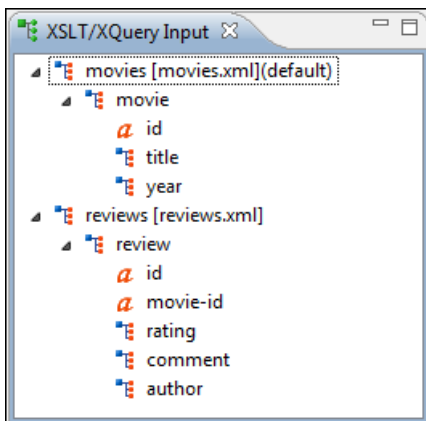 XSLT/XQuery Input
movies [movies.xml](default)
movie
a id
title
year
reviews [reviews.xml]
review
a id
a movie-id
rating
comment
author